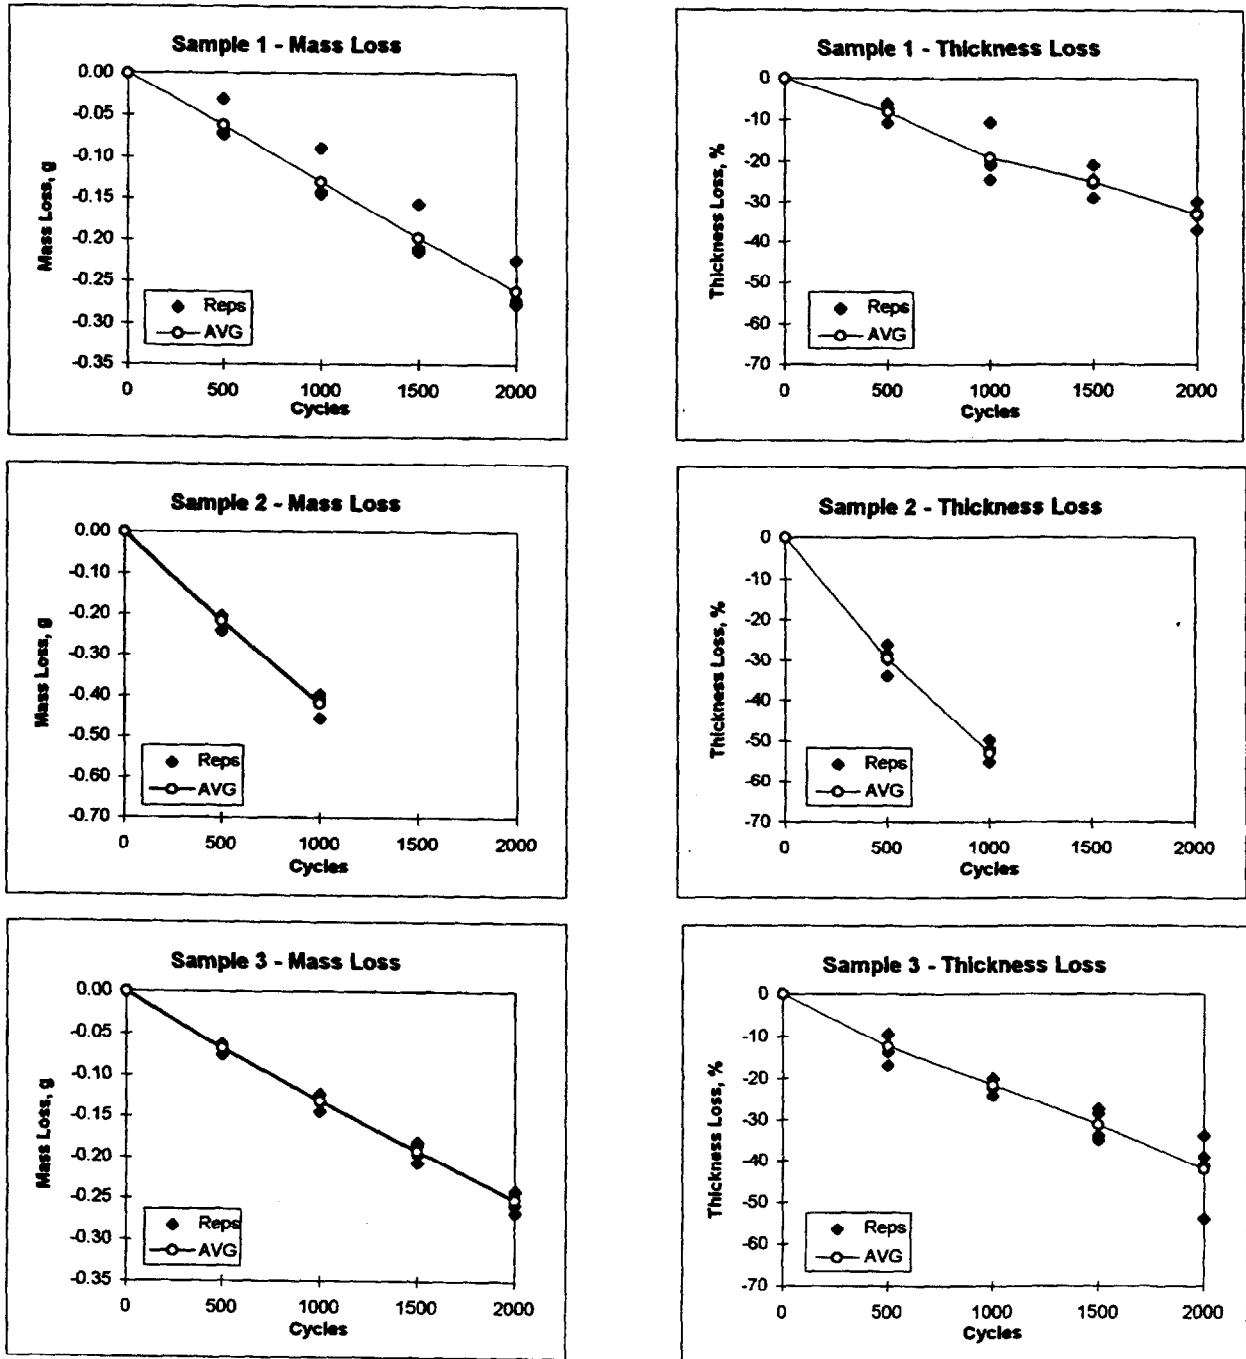 Sample 1 - Mass Loss
0.00
-0.05
-0.10
-0.15
-0.20
-0.25
-0.30
-0.35
Mass Loss, g
Reps
AVG
0 500 1000 1500 2000
Cycles
Sample 1 - Thickness Loss
0
-10
-20
-30
-40
-50
-60
-70
Thickness Loss, %
Reps
AVG
0 500 1000 1500 2000
Cycles
Sample 2 - Mass Loss
0.00
-0.10
-0.20
-0.30
-0.40
-0.50
-0.60
-0.70
Mass Loss, g
Reps
AVG
0 500 1000 1500 2000
Cycles
Sample 2 - Thickness Loss
0
-10
-20
-30
-40
-50
-60
-70
Thickness Loss, %
Reps
AVG
0 500 1000 1500 2000
Cycles
Sample 3 - Mass Loss
0.00
-0.05
-0.10
-0.15
-0.20
-0.25
-0.30
-0.35
Mass Loss, g
Reps
AVG
0 500 1000 1500 2000
Cycles
Sample 3 - Thickness Loss
0
-10
-20
-30
-40
-50
-60
-70
Thickness Loss, %
Reps
AVG
0 500 1000 1500 2000
Cycles